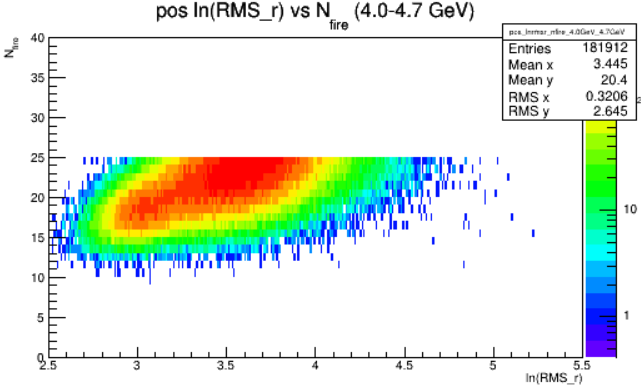 pos ln(RMS_r) vs N_fire (4.0-4.7 GeV)
pos_lnrmsr_nfire_4.0GeV_4.7GeV
Entries 181912
Mean x 3.445
Mean y 20.4
RMS x 0.3206
RMS y 2.645
N_fire
40
35
30
25
20
15
10
5
0
2.5 3 3.5 4 4.5 5 5.5
ln(RMS_r)
10
1